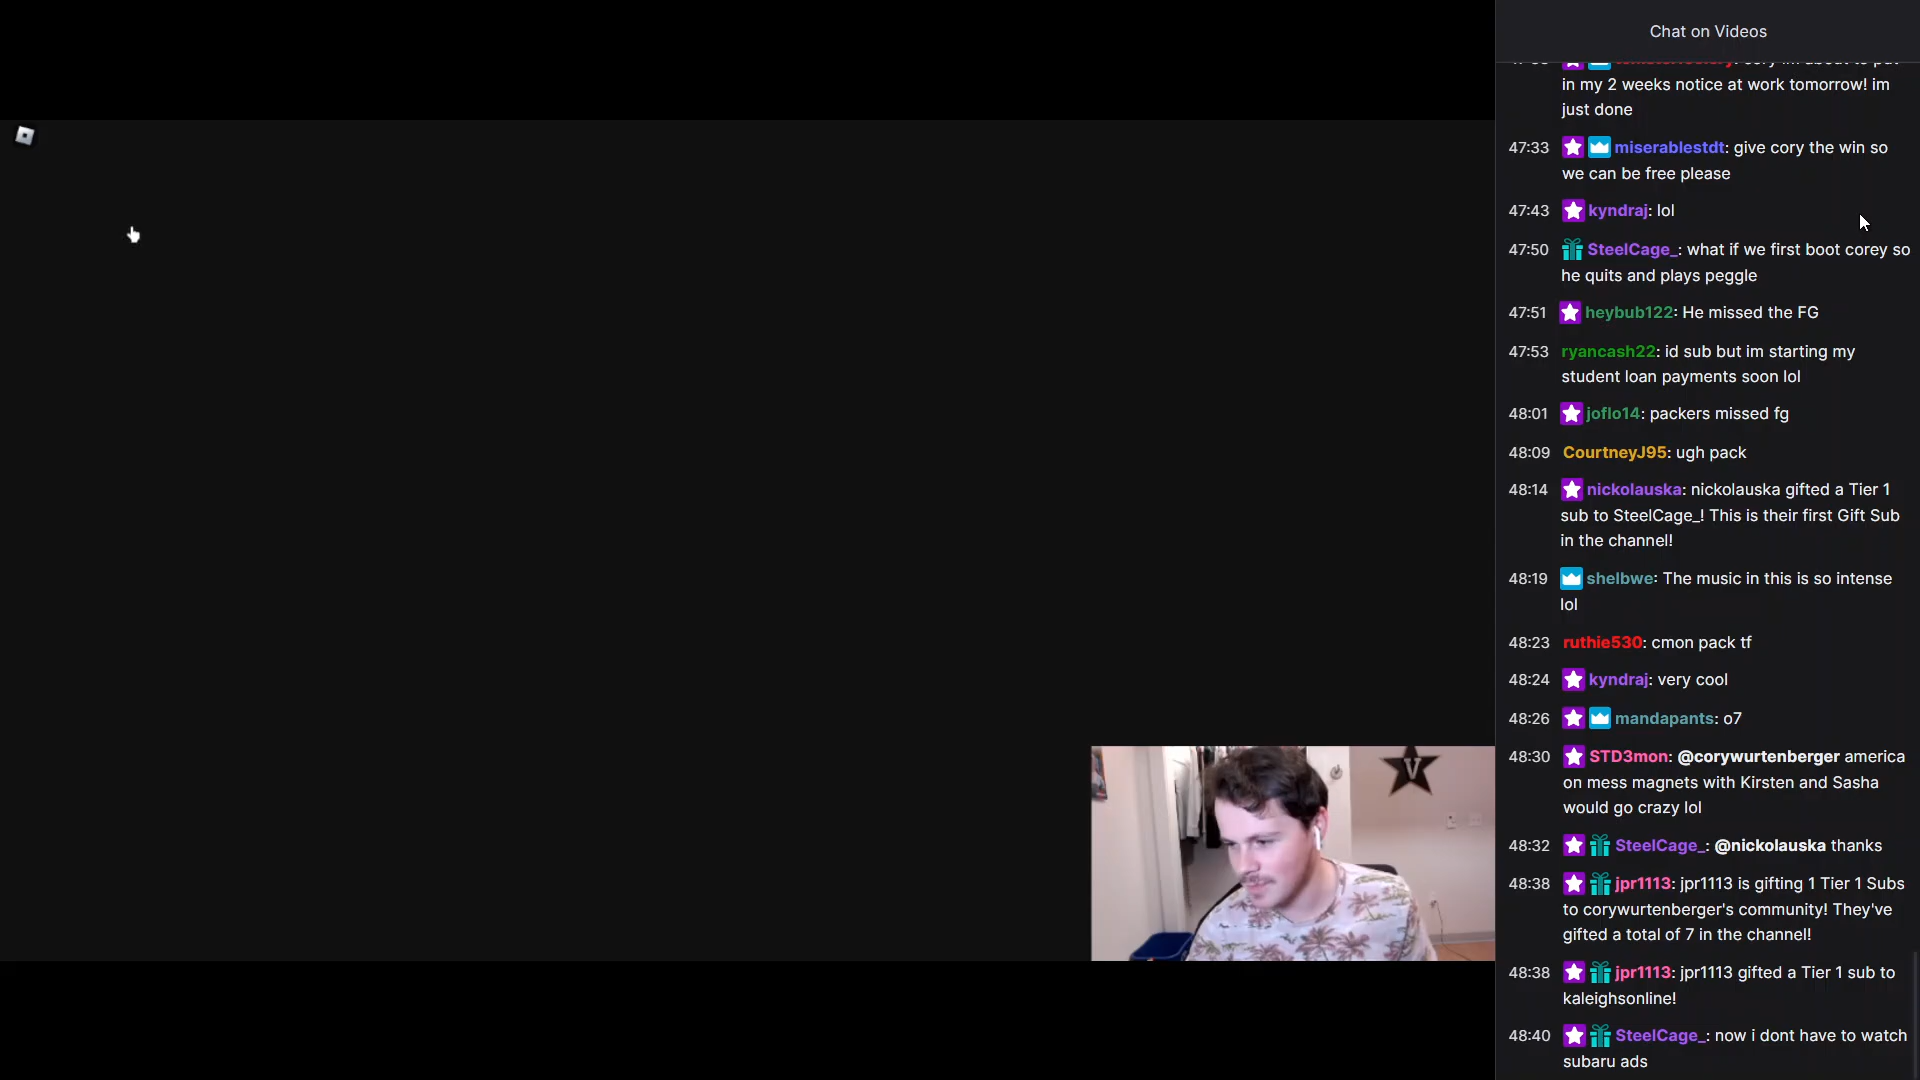 Chat on Videos
in my 2 weeks notice at work tomorrow! im
just done
47:33 miserablestdt: give cory the win so
we can be free please
47:43 kyndraj: lol
47:50 SteelCage_: what if we first boot corey so
he quits and plays peggle
47:51 heybub122: He missed the FG
47:53 ryancash22: id sub but im starting my
student loan payments soon lol
48:01 joflo14: packers missed fg
48:09 CourtneyJ95: ugh pack
48:14 nickolauska: nickolauska gifted a Tier 1
sub to SteelCage_! This is their first Gift Sub
in the channel!
48:19 shelbwe: The music in this is so intense
lol
48:23 ruthie530: cmon pack tf
48:24 kyndraj: very cool
48:26 mandapants: o7
48:30 STD3mon: @corywurtenberger america
on mess magnets with Kirsten and Sasha
would go crazy lol
48:32 SteelCage_: @nickolauska thanks
48:38 jpr1113: jpr1113 is gifting 1 Tier 1 Subs
to corywurtenberger's community! They've
gifted a total of 7 in the channel!
48:38 jpr1113: jpr1113 gifted a Tier 1 sub to
kaleighsonline!
48:40 SteelCage_: now i dont have to watch
subaru ads
V